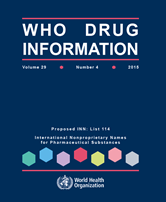 WHO DRUG
INFORMATION
Volume 29 Number 4 2015
Proposed INN: List 114
International Nonproprietary Names
for Pharmaceutical Substances
World Health
Organization